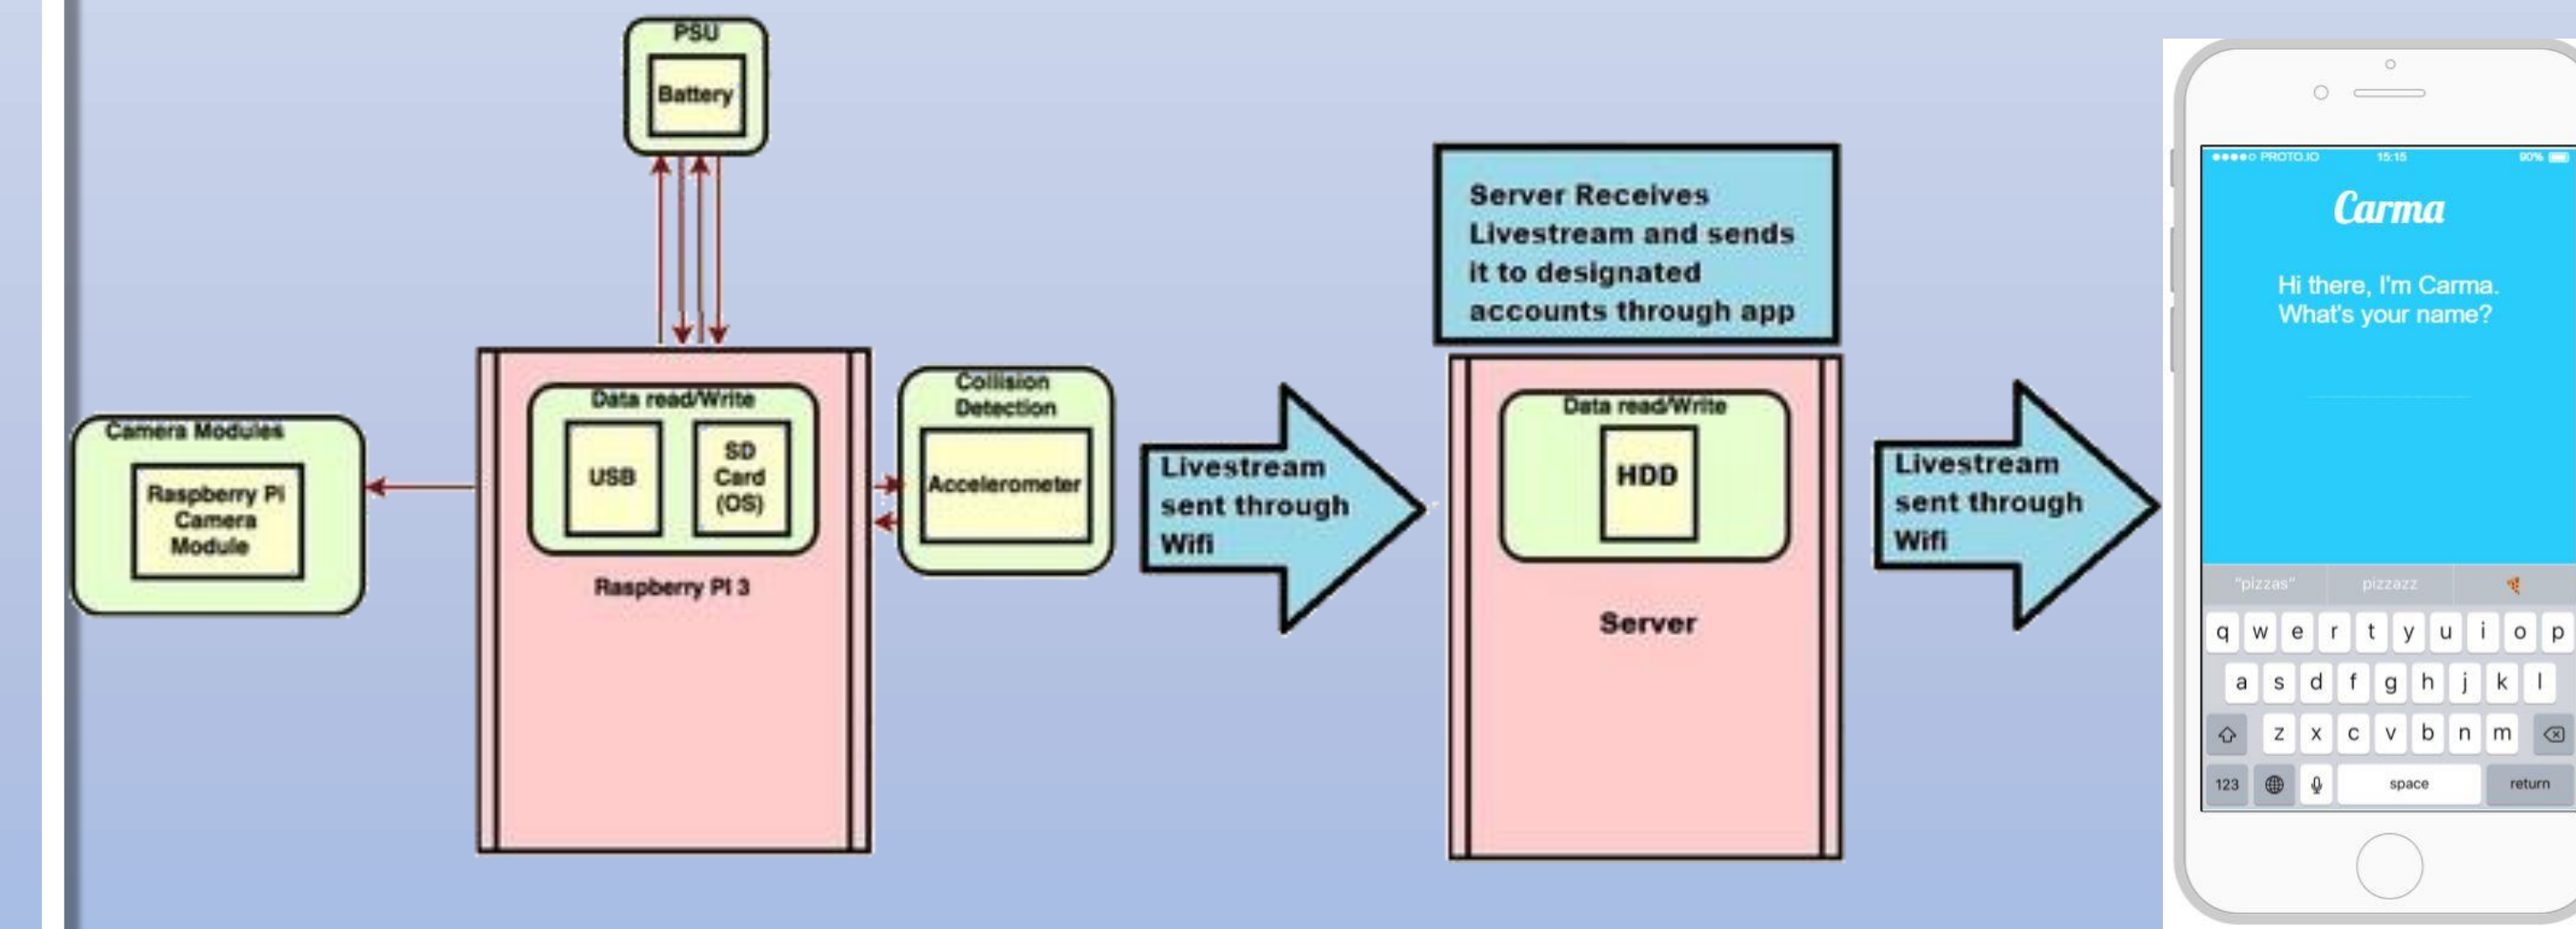 PSU
Battery
Camera Modules
Raspberry Pi
Camera
Module
Data read/Write
USB
SD
Card
(OS)
Raspberry Pi 3
Collision
Detection
Accelerometer
Livestream
sent through
Wifi
Server Receives
Livestream and sends
it to designated
accounts through app
Data read/Write
HDD
Server
Livestream
sent through
Wifi
PROTO.IO 15:15 90%
Carma
Hi there, I'm Carma.
What's your name?
"pizzas" pizzazz
q w e r t y u i o p
a s d f g h j k l
z x c v b n m
123 space return